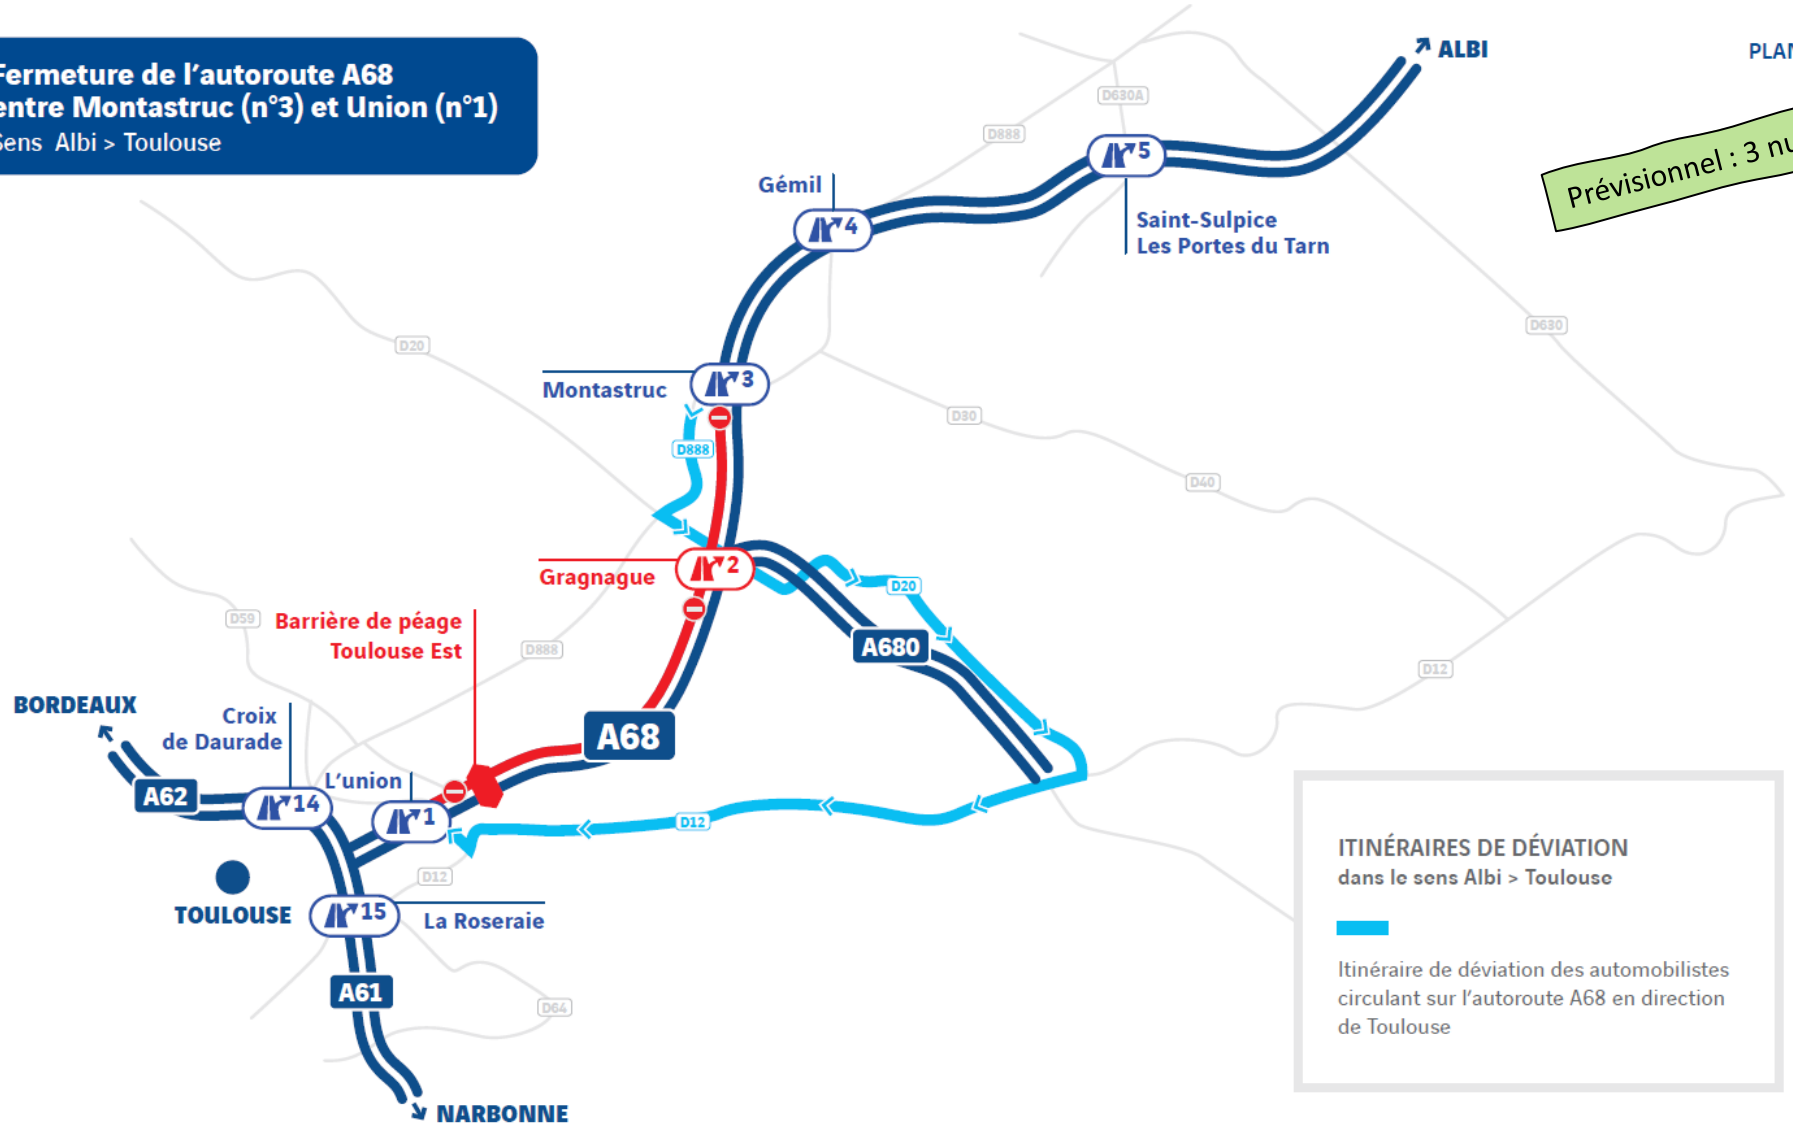 Fermeture de l'autoroute A68
entre Montastruc (n°3) et Union (n°1)
Sens Albi > Toulouse
ALBI
D630A
D888
5
Gémil
4
Saint-Sulpice
Les Portes du Tarn
Prévisionnel : 3
D20
D630
3
Montastruc
D30
D888
D40
2
Gragnague
D20
D59
Barrière de péage
Toulouse Est
D888
A680
D12
BORDEAUX
Croix
de Daurade
A68
L'union
A62
14
1
D12
D12
TOULOUSE
15
La Roseraie
A61
D64
NARBONNE
ITINÉRAIRES DE DÉVIATION
dans le sens Albi > Toulouse
Itinéraire de déviation des automobilistes
circulant sur l'autoroute A68 en direction
de Toulouse